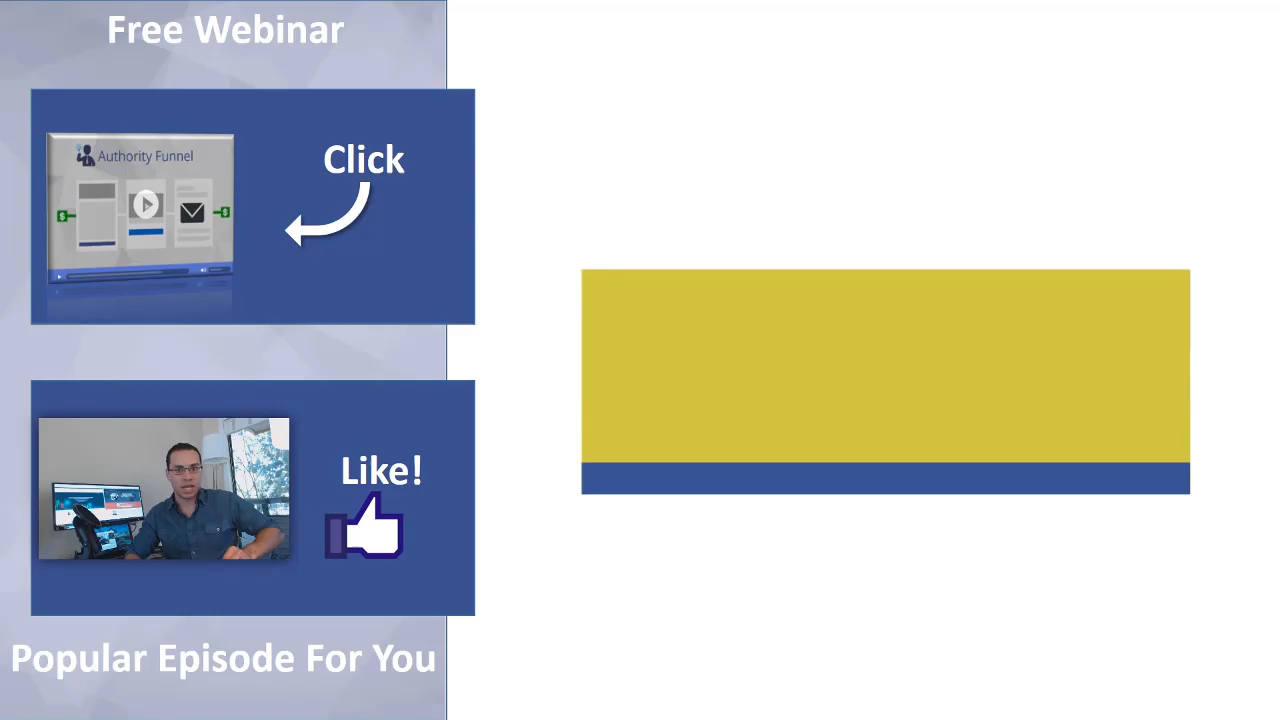 Free Webinar
Authority Funnel
Click
Like!
Popular Episode For You